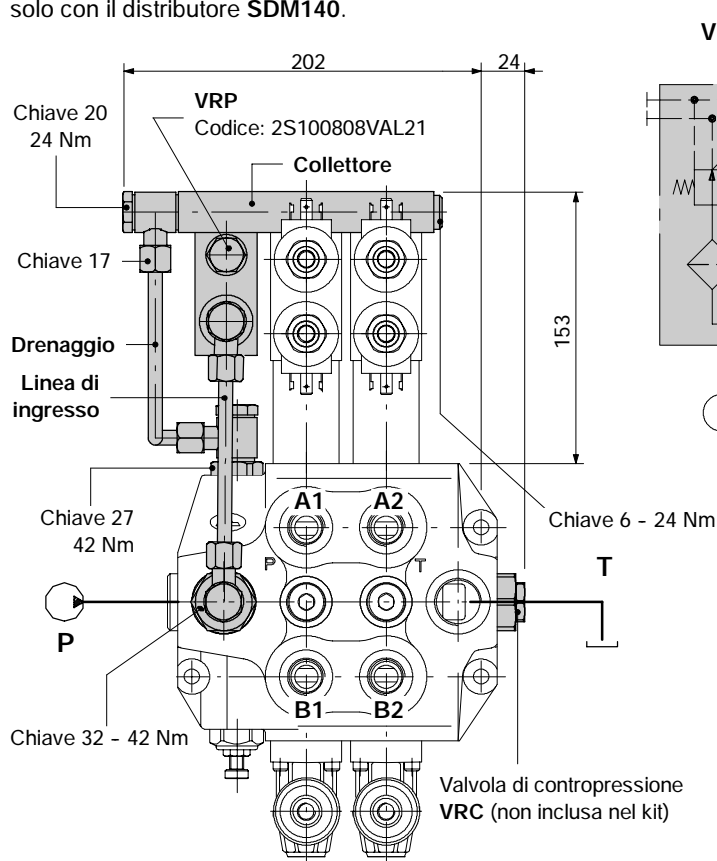 solo con il distributore SDM140.
V
202
24
Chiave 20
24 Nm
VRP
Codice: 2S100808VAL21
Collettore
Chiave 17
153
Drenaggio
Linea di
ingresso
A1
A2
Chiave 27
42 Nm
Chiave 6 - 24 Nm
P
T
T
P
B1
B2
Chiave 32 - 42 Nm
Valvola di contropressione
VRC (non inclusa nel kit)